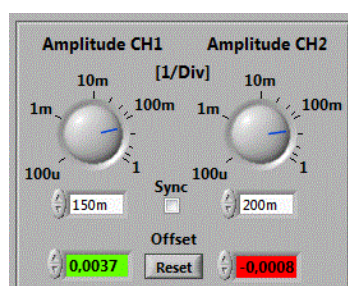 Amplitude CH1 Amplitude CH2
[1/Div]
10m 10m
1m 100m 1m 100m
100u 1 100u 1
Sync
150m 200m
Offset
0,0037 Reset -0,0008